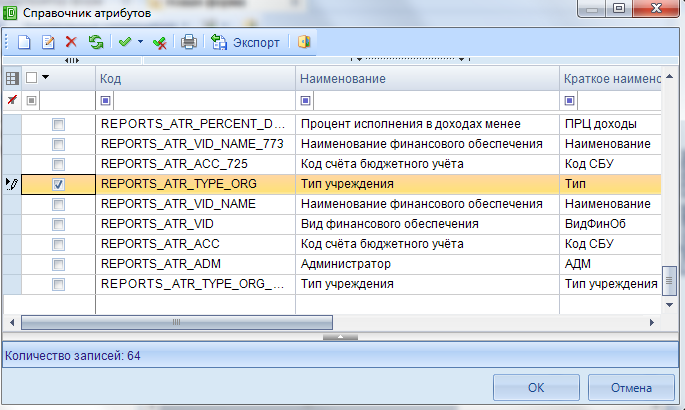 Справочник атрибутов
Экспорт
Код Наименование Краткое наименс
REPORTS_ATR_PERCENT_D... Процент исполнения в доходах менее ПРЦ доходы
REPORTS_ATR_VID_NAME_773 Наименование финансового обеспечения Наименование
REPORTS_ATR_ACC_725 Код счёта бюджетного учёта Код СБУ
REPORTS_ATR_TYPE_ORG Тип учреждения Тип
REPORTS_ATR_VID_NAME Наименование финансового обеспечения Наименование
REPORTS_ATR_VID Вид финансового обеспечения ВидФинОб
REPORTS_ATR_ACC Код счёта бюджетного учёта Код СБУ
REPORTS_ATR_ADM Администратор АДМ
REPORTS_ATR_TYPE_ORG_... Тип учреждения Тип учреждения
Количество записей: 64
ОК Отмена